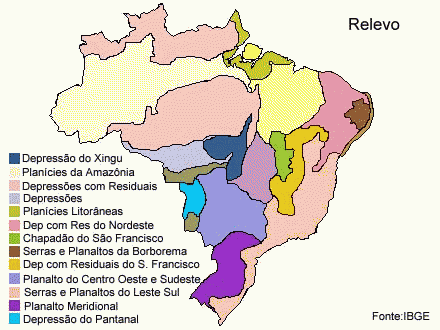 Relevo
Depressão do Xingu
Planícies da Amazônia
Depressões com Residuais
Depressões
Planícies Litorâneas
Dep com Res do Nordeste
Chapadão do São Francisco
Serras e Planaltos da Borborema
Dep com Residuais do S. Francisco
Planalto do Centro Oeste e Sudeste
Serras e Planaltos do Leste Sul
Planalto Meridional
Depressão do Pantanal
Fonte:IBGE